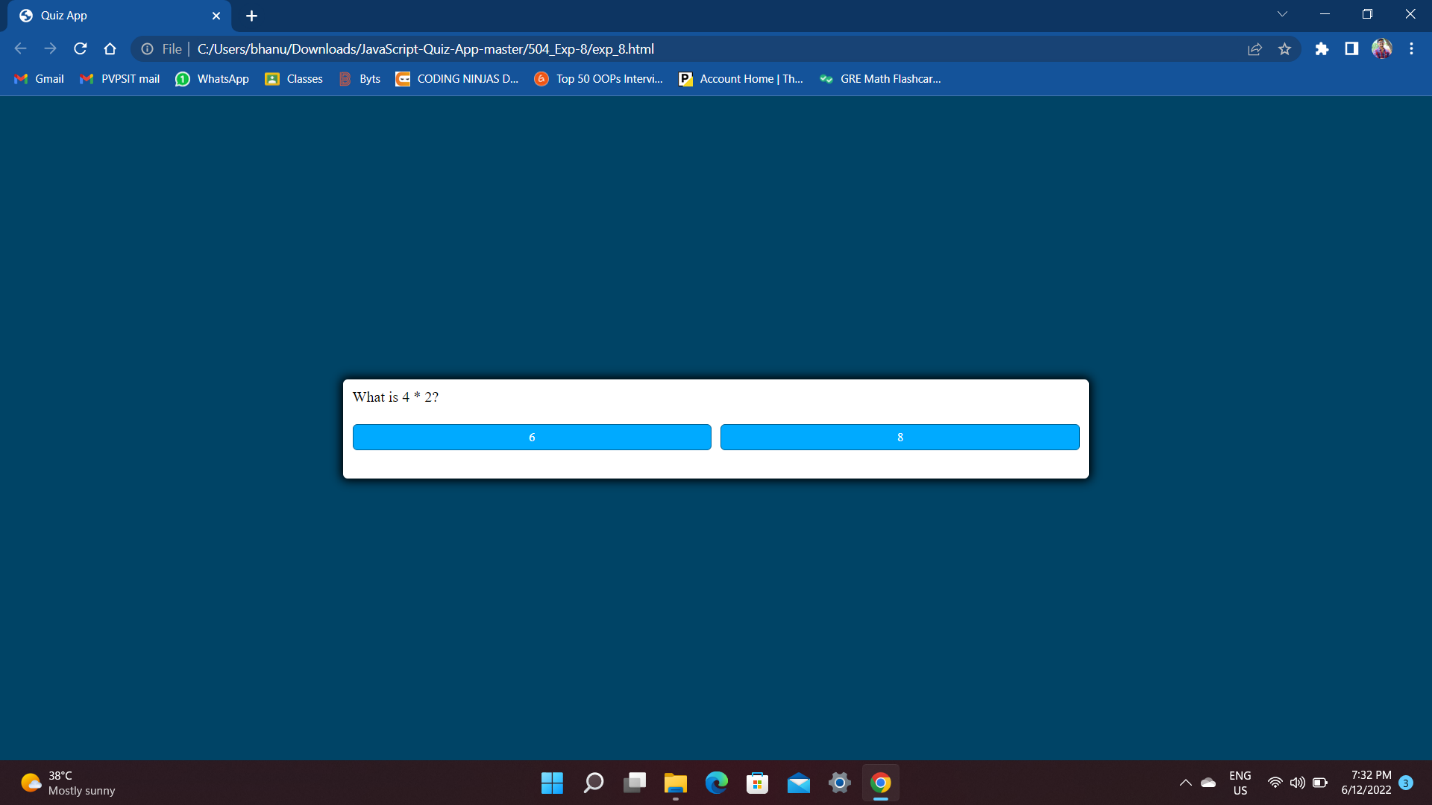 Quiz App
File | C:/Users/bhanu/Downloads/JavaScript-Quiz-App-master/504_Exp-8/exp_8.html
Gmail PVPSIT mail WhatsApp Classes Byts CODING NINJAS D... Top 50 OOPs Intervi... Account Home | Th... GRE Math Flashcar...
What is 4 * 2?
6 8
38°C
Mostly sunny
ENG
US
7:32 PM
6/12/2022
3